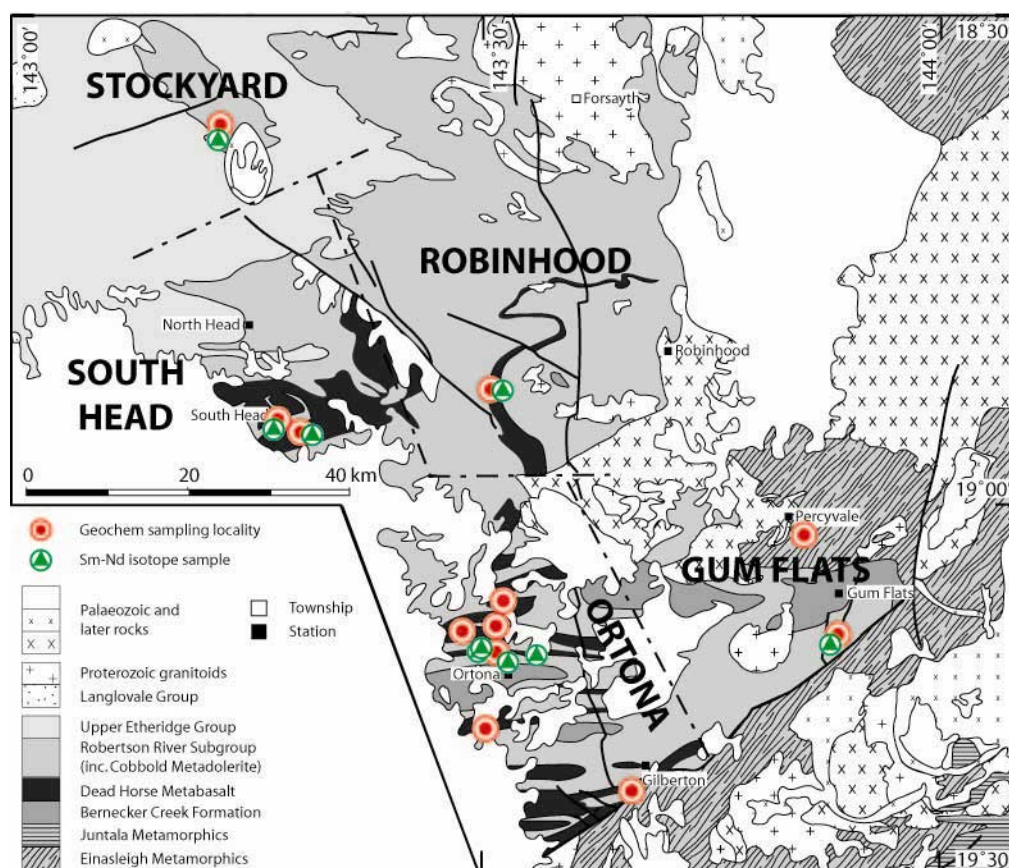 143˚00'
143˚30'
144˚00'
18˚30'
STOCKYARD
Forsayth
ROBINHOOD
North Head
Robinhood
SOUTH
HEAD
South Head
0 20 40 km
19˚00'
Percyvale
GUM FLATS
Gum Flats
ORTONA
Ortona
Gilberton
19˚30'
Geochem sampling locality
Sm-Nd isotope sample
Palaeozoic and
later rocks
Township
Station
Proterozoic granitoids
Langlovale Group
Upper Etheridge Group
Robertson River Subgroup
(inc. Cobbold Metadolerite)
Dead Horse Metabasalt
Bernecker Creek Formation
Juntala Metamorphics
Einasleigh Metamorphics